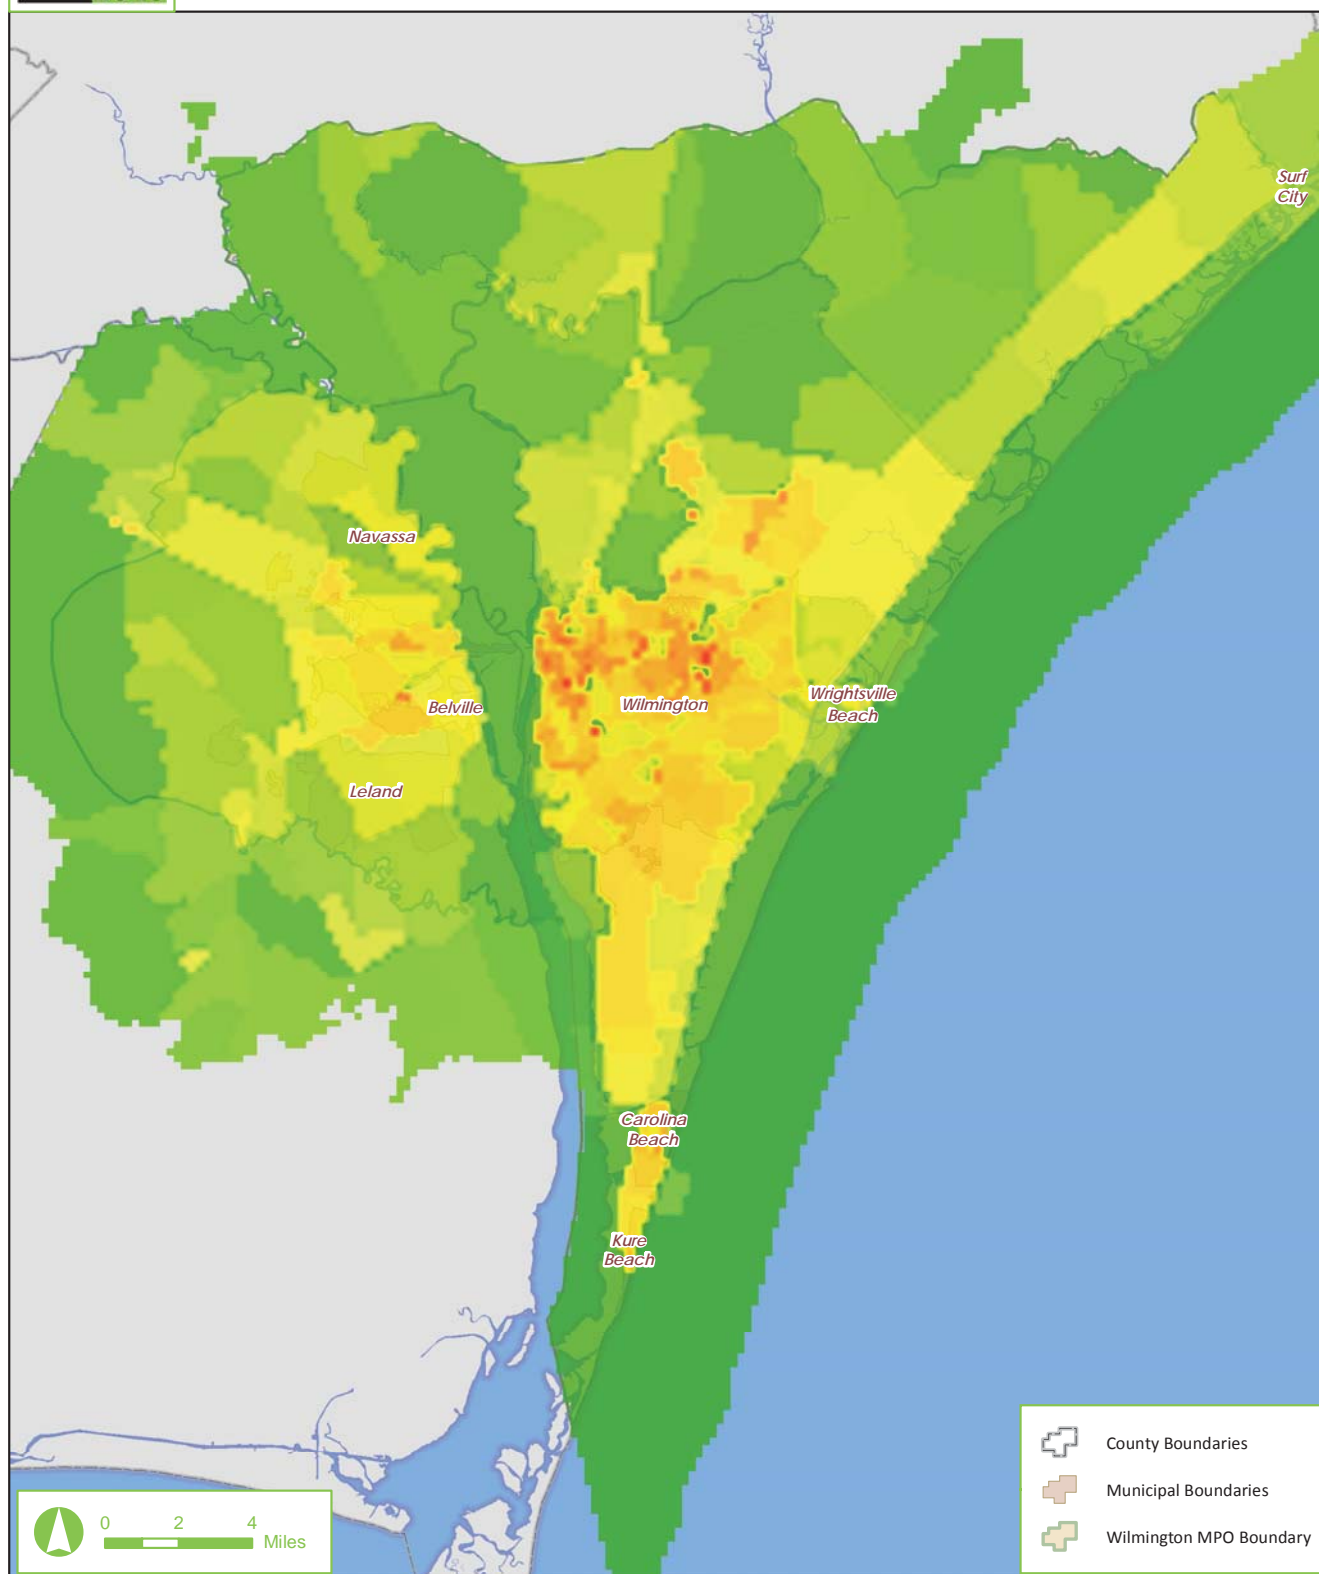 Surf
City
Navassa
Belville
Wilmington
Wrightsville
Beach
Leland
Carolina
Beach
Kure
Beach
County Boundaries
Municipal Boundaries
Wilmington MPO Boundary
0 2 4
Miles